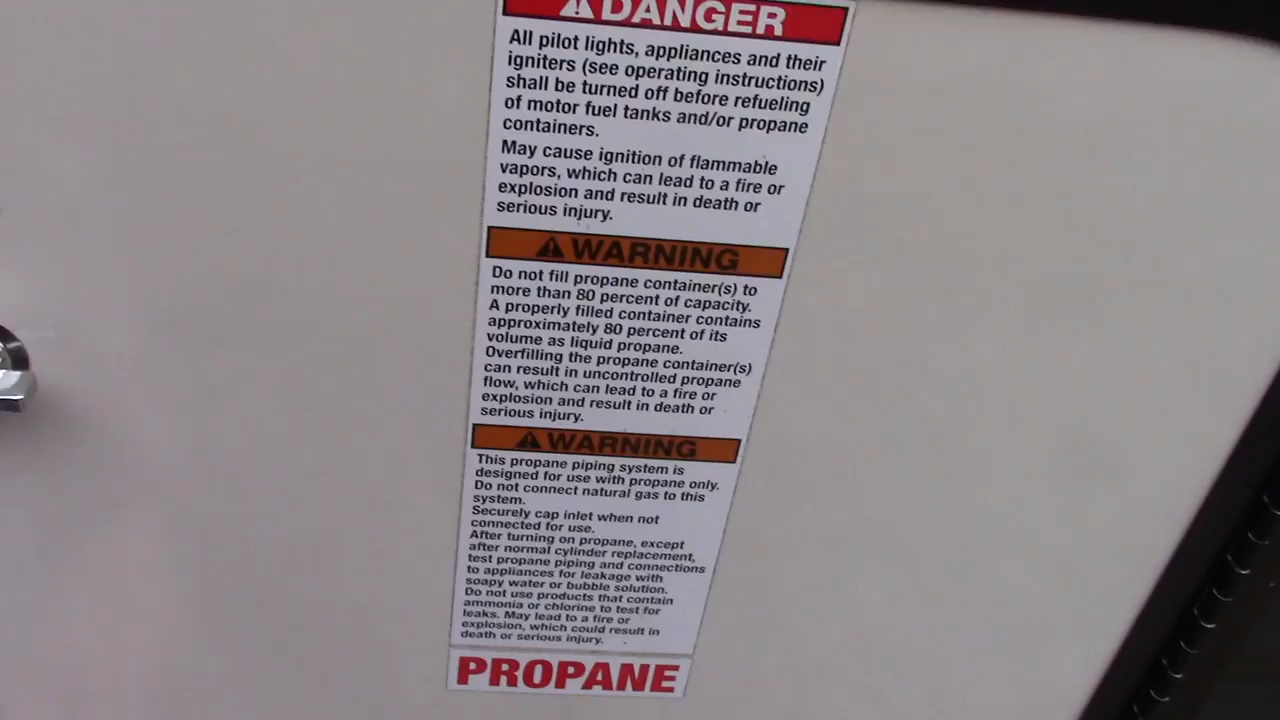 DANGER
All pilot lights, appliances and their
igniters (see operating instructions)
shall be turned off before refueling
of motor fuel tanks and/or propane
containers.
May cause ignition of flammable
vapors, which can lead to a fire or
explosion and result in death or
serious injury.
WARNING
Do not fill propane container(s) to
more than 80 percent of capacity.
A properly filled container contains
approximately 80 percent of its
volume as liquid propane.
Overfilling the propane container(s)
can result in uncontrolled propane
flow, which can lead to a fire or
explosion and result in death or
serious injury.
WARNING
This propane piping system is
designed for use with propane only.
Do not connect natural gas to this
system.
Securely cap inlet when not
connected for use.
After turning on propane, except
after normal cylinder replacement,
test propane piping and connections
to appliances for leakage with
soapy water or bubble solution.
Do not use products that contain
ammonia or chlorine to test for
leaks. May lead to a fire or
explosion, which could result in
death or serious injury.
PROPANE